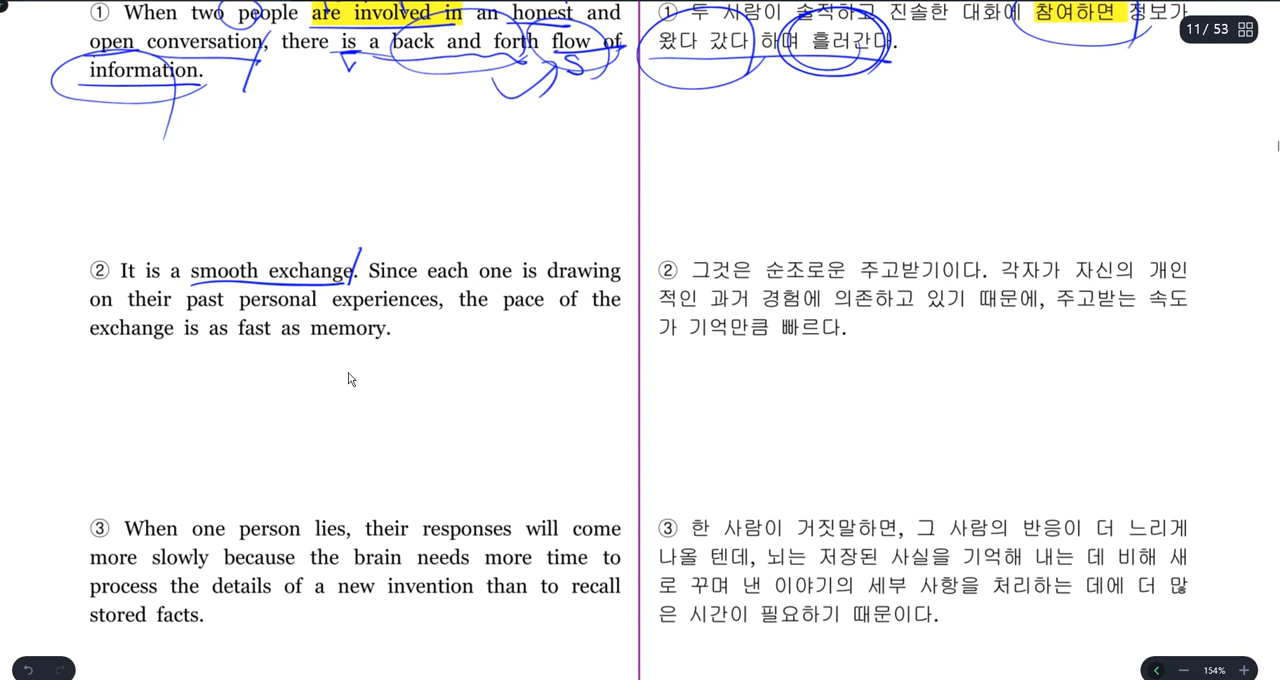 ① When two people are involved in an honest and
open conversation, there is a back and forth flow of
information.
① 두 사람이 솔직하고 진솔한 대화에 참여하면 정보가
왔다 갔다 하며 흘러간다.
11 / 53
② It is a smooth exchange. Since each one is drawing
on their past personal experiences, the pace of the
exchange is as fast as memory.
② 그것은 순조로운 주고받기이다. 각자가 자신의 개인
적인 과거 경험에 의존하고 있기 때문에, 주고받는 속도
가 기억만큼 빠르다.
③ When one person lies, their responses will come
more slowly because the brain needs more time to
process the details of a new invention than to recall
stored facts.
③ 한 사람이 거짓말하면, 그 사람의 반응이 더 느리게
나올 텐데, 뇌는 저장된 사실을 기억해 내는 데 비해 새
로 꾸며 낸 이야기의 세부 사항을 처리하는 데에 더 많
은 시간이 필요하기 때문이다.
V
S
154%